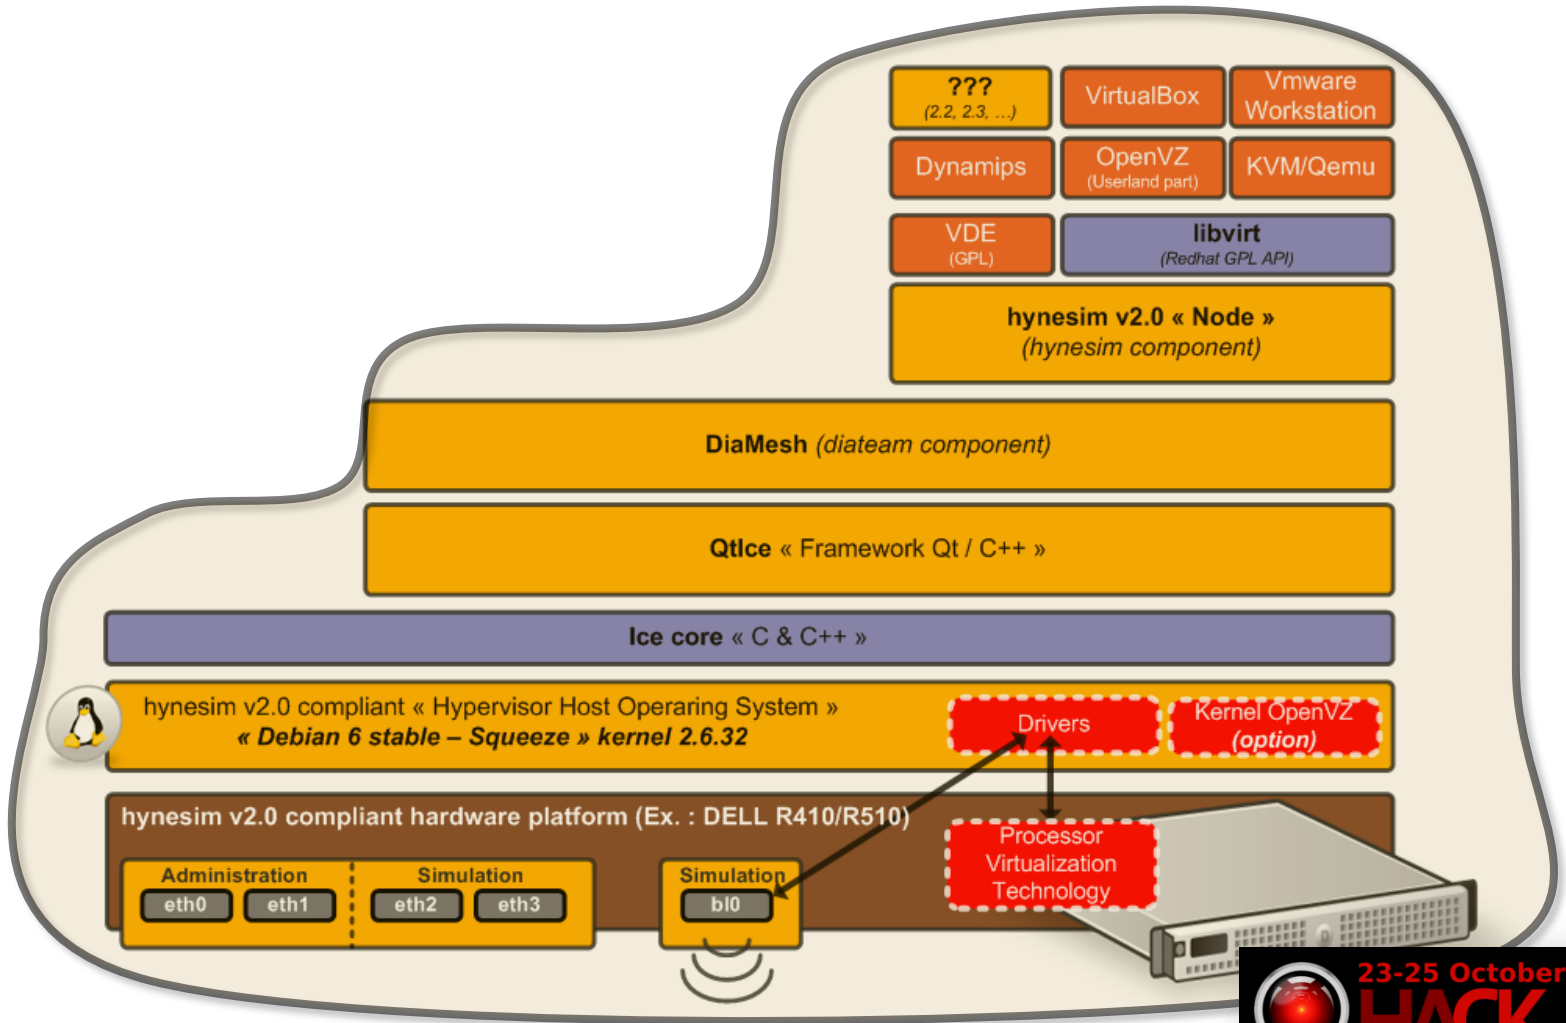 ???
(2.2, 2.3, ...)
VirtualBox
Vmware
Workstation
Dynamips
OpenVZ
(Userland part)
KVM/Qemu
VDE
(GPL)
libvirt
(Redhat GPL API)
hynesim v2.0 « Node »
(hynesim component)
DiaMesh (diateam component)
QtIce « Framework Qt / C++ »
Ice core « C & C++ »
hynesim v2.0 compliant « Hypervisor Host Operaring System »
« Debian 6 stable – Squeeze » kernel 2.6.32
Drivers
Kernel OpenVZ
(option)
hynesim v2.0 compliant hardware platform (Ex. : DELL R410/R510)
Processor
Virtualization
Technology
Administration
eth0 eth1
Simulation
eth2 eth3
Simulation
bl0
23-25 October
HACK